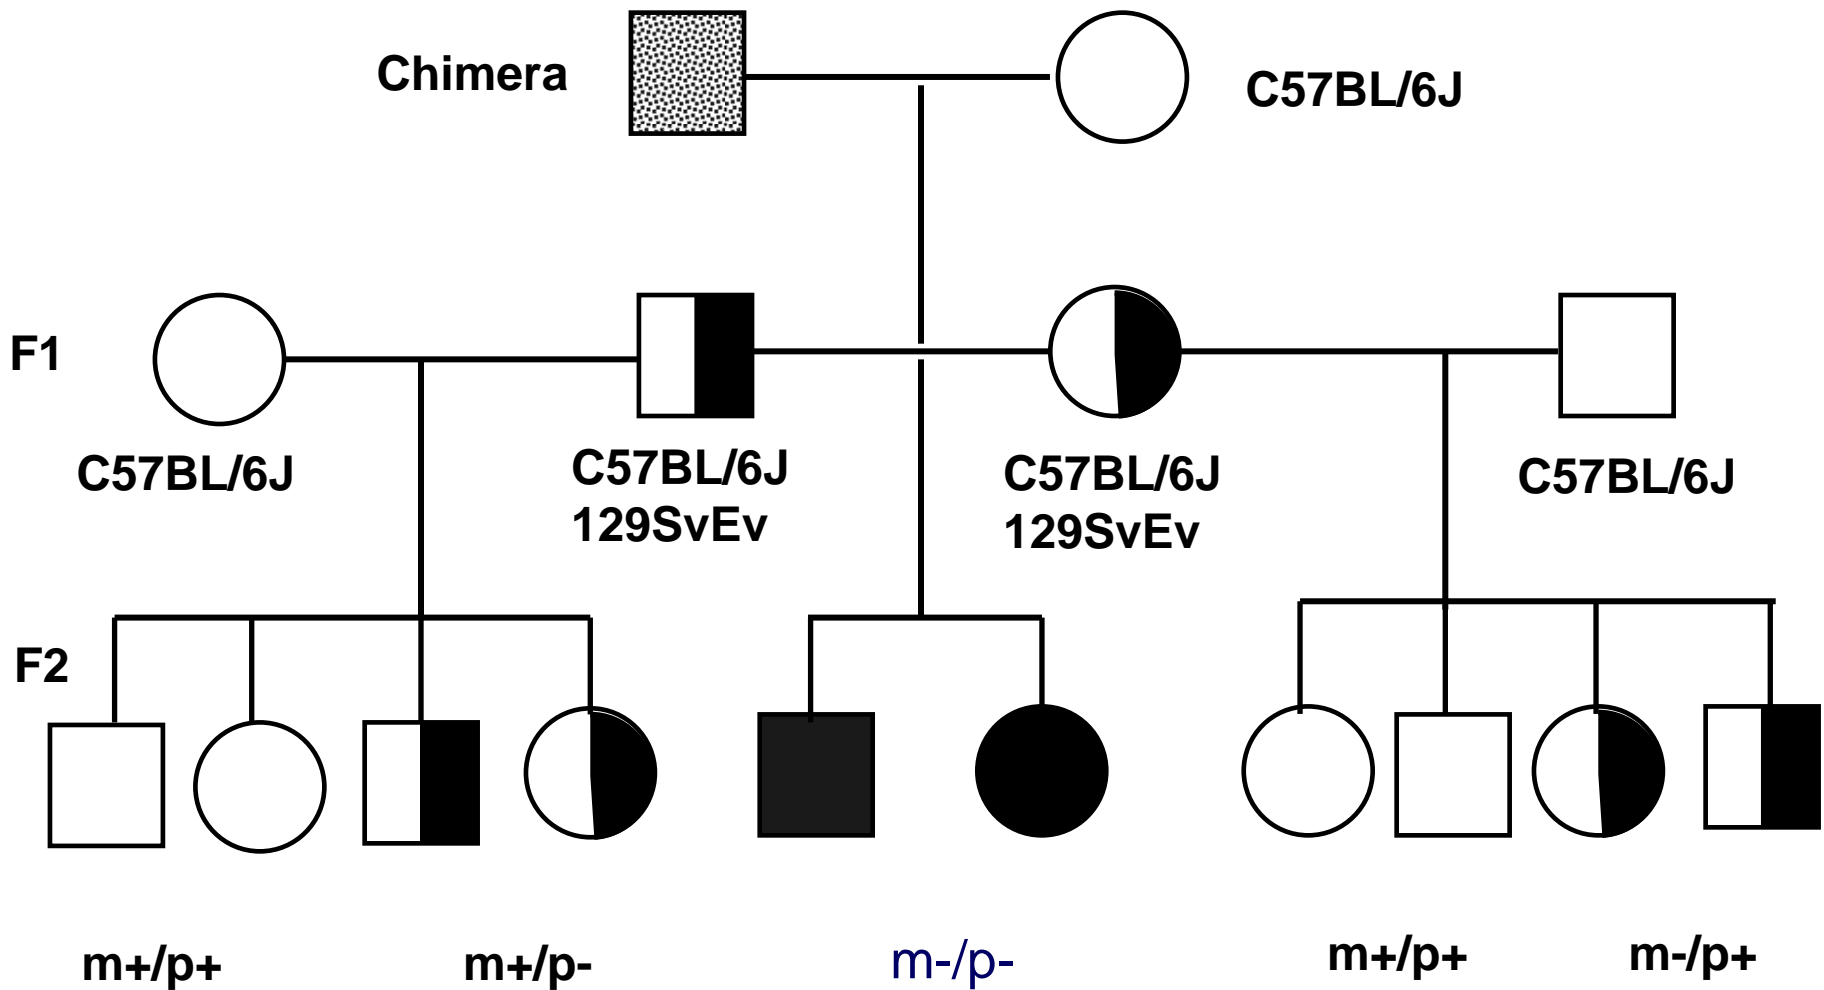 Chimera
C57BL/6J
F1
C57BL/6J
C57BL/6J
129SvEv
C57BL/6J
129SvEv
C57BL/6J
F2
m+/p+
m+/p-
m-/p-
m+/p+
m-/p+